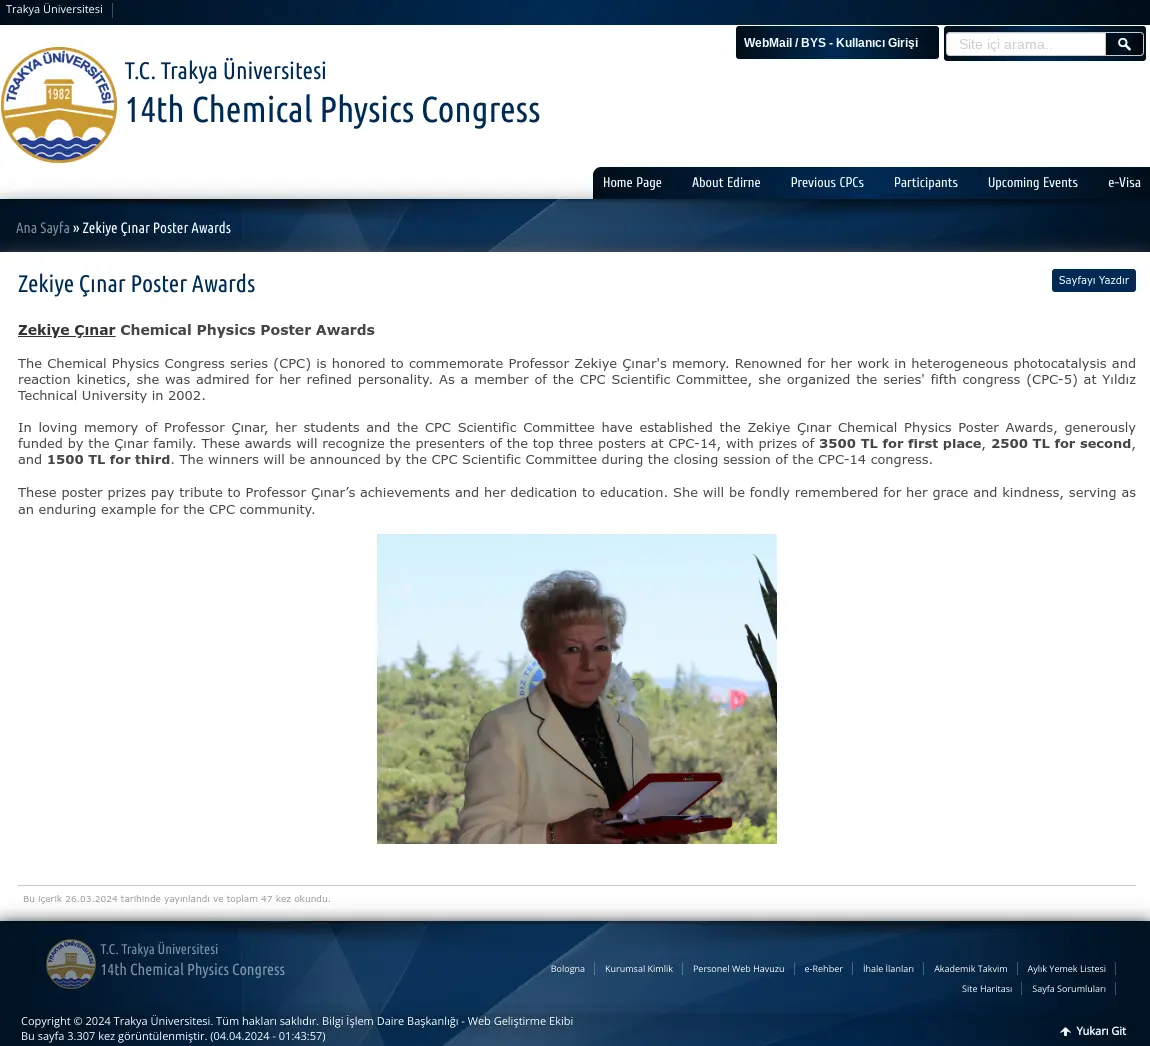 Trakya Üniversitesi
WebMail / BYS - Kullanıcı Girişi
Site içi arama..
TRAKYA ÜNİVERSİTESİ
1982
T.C. Trakya Üniversitesi
14th Chemical Physics Congress
Home Page About Edirne Previous CPCs Participants Upcoming Events e-Visa
Ana Sayfa » Zekiye Çınar Poster Awards
Zekiye Çınar Poster Awards
Sayfayı Yazdır
Zekiye Çınar Chemical Physics Poster Awards
The Chemical Physics Congress series (CPC) is honored to commemorate Professor Zekiye Çınar's memory. Renowned for her work in heterogeneous photocatalysis and
reaction kinetics, she was admired for her refined personality. As a member of the CPC Scientific Committee, she organized the series' fifth congress (CPC-5) at Yıldız
Technical University in 2002.
In loving memory of Professor Çınar, her students and the CPC Scientific Committee have established the Zekiye Çınar Chemical Physics Poster Awards, generously
funded by the Çınar family. These awards will recognize the presenters of the top three posters at CPC-14, with prizes of 3500 TL for first place, 2500 TL for second,
and 1500 TL for third. The winners will be announced by the CPC Scientific Committee during the closing session of the CPC-14 congress.
These poster prizes pay tribute to Professor Çınar’s achievements and her dedication to education. She will be fondly remembered for her grace and kindness, serving as
an enduring example for the CPC community.
Bu içerik 26.03.2024 tarihinde yayınlandı ve toplam 47 kez okundu.
TRAKYA ÜNİVERSİTESİ
T.C. Trakya Üniversitesi
14th Chemical Physics Congress
Bologna Kurumsal Kimlik Personel Web Havuzu e-Rehber İhale İlanları Akademik Takvim Aylık Yemek Listesi
Site Haritası Sayfa Sorumluları
Copyright © 2024 Trakya Üniversitesi. Tüm hakları saklıdır. Bilgi İşlem Daire Başkanlığı - Web Geliştirme Ekibi
Bu sayfa 3.307 kez görüntülenmiştir. (04.04.2024 - 01:43:57)
Yukarı Git